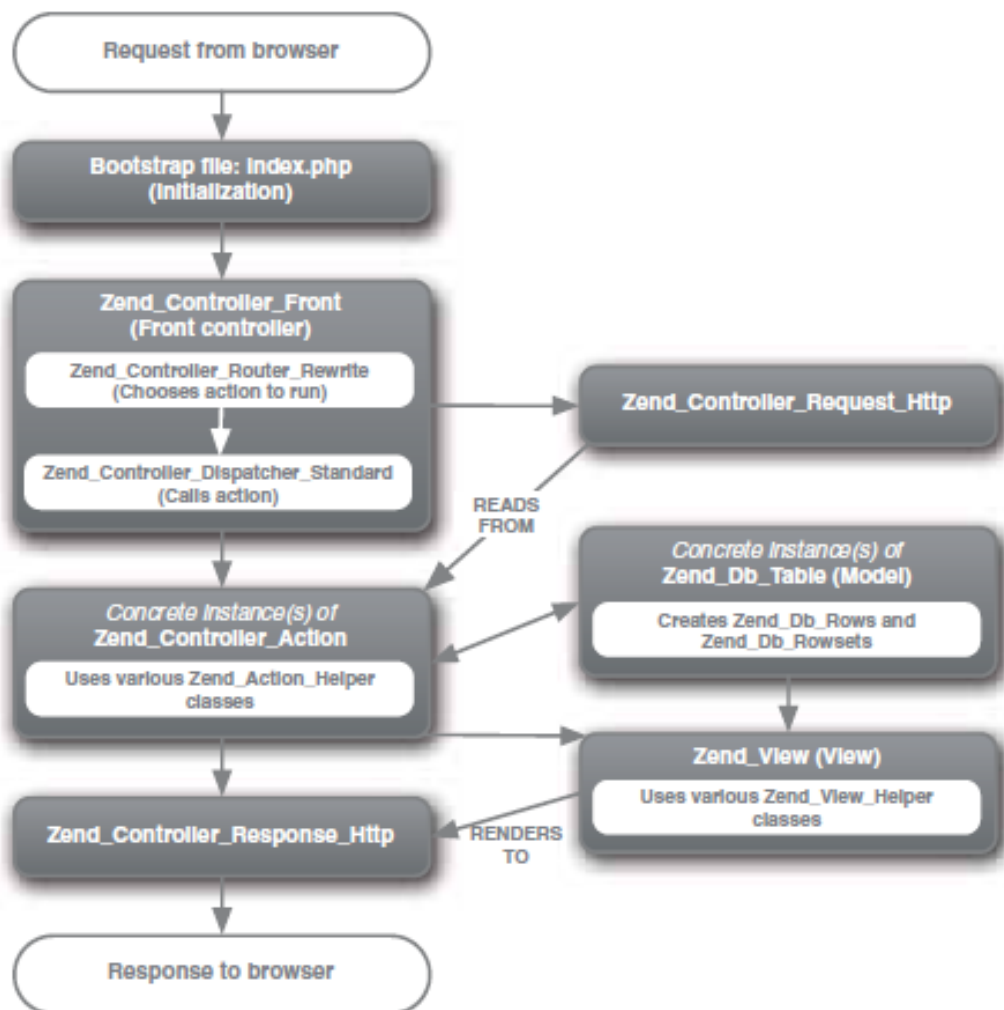 Request from browser
Bootstrap file: Index.php
(Initialization)
Zend_Controller_Front
(Front controller)
Zend_Controller_Router_Rewrite
(Chooses action to run)
Zend_Controller_Request_Http
Zend_Controller_Dispatcher_Standard
(Calls action)
READS
FROM
Concrete Instance(s) of
Zend_Db_Table (Model)
Creates Zend_Db_Rows and
Zend_Db_Rowsets
Concrete Instance(s) of
Zend_Controller_Action
Uses various Zend_Action_Helper
classes
Zend_View (View)
Uses various Zend_View_Helper
classes
Zend_Controller_Response_Http
RENDERS
TO
Response to browser